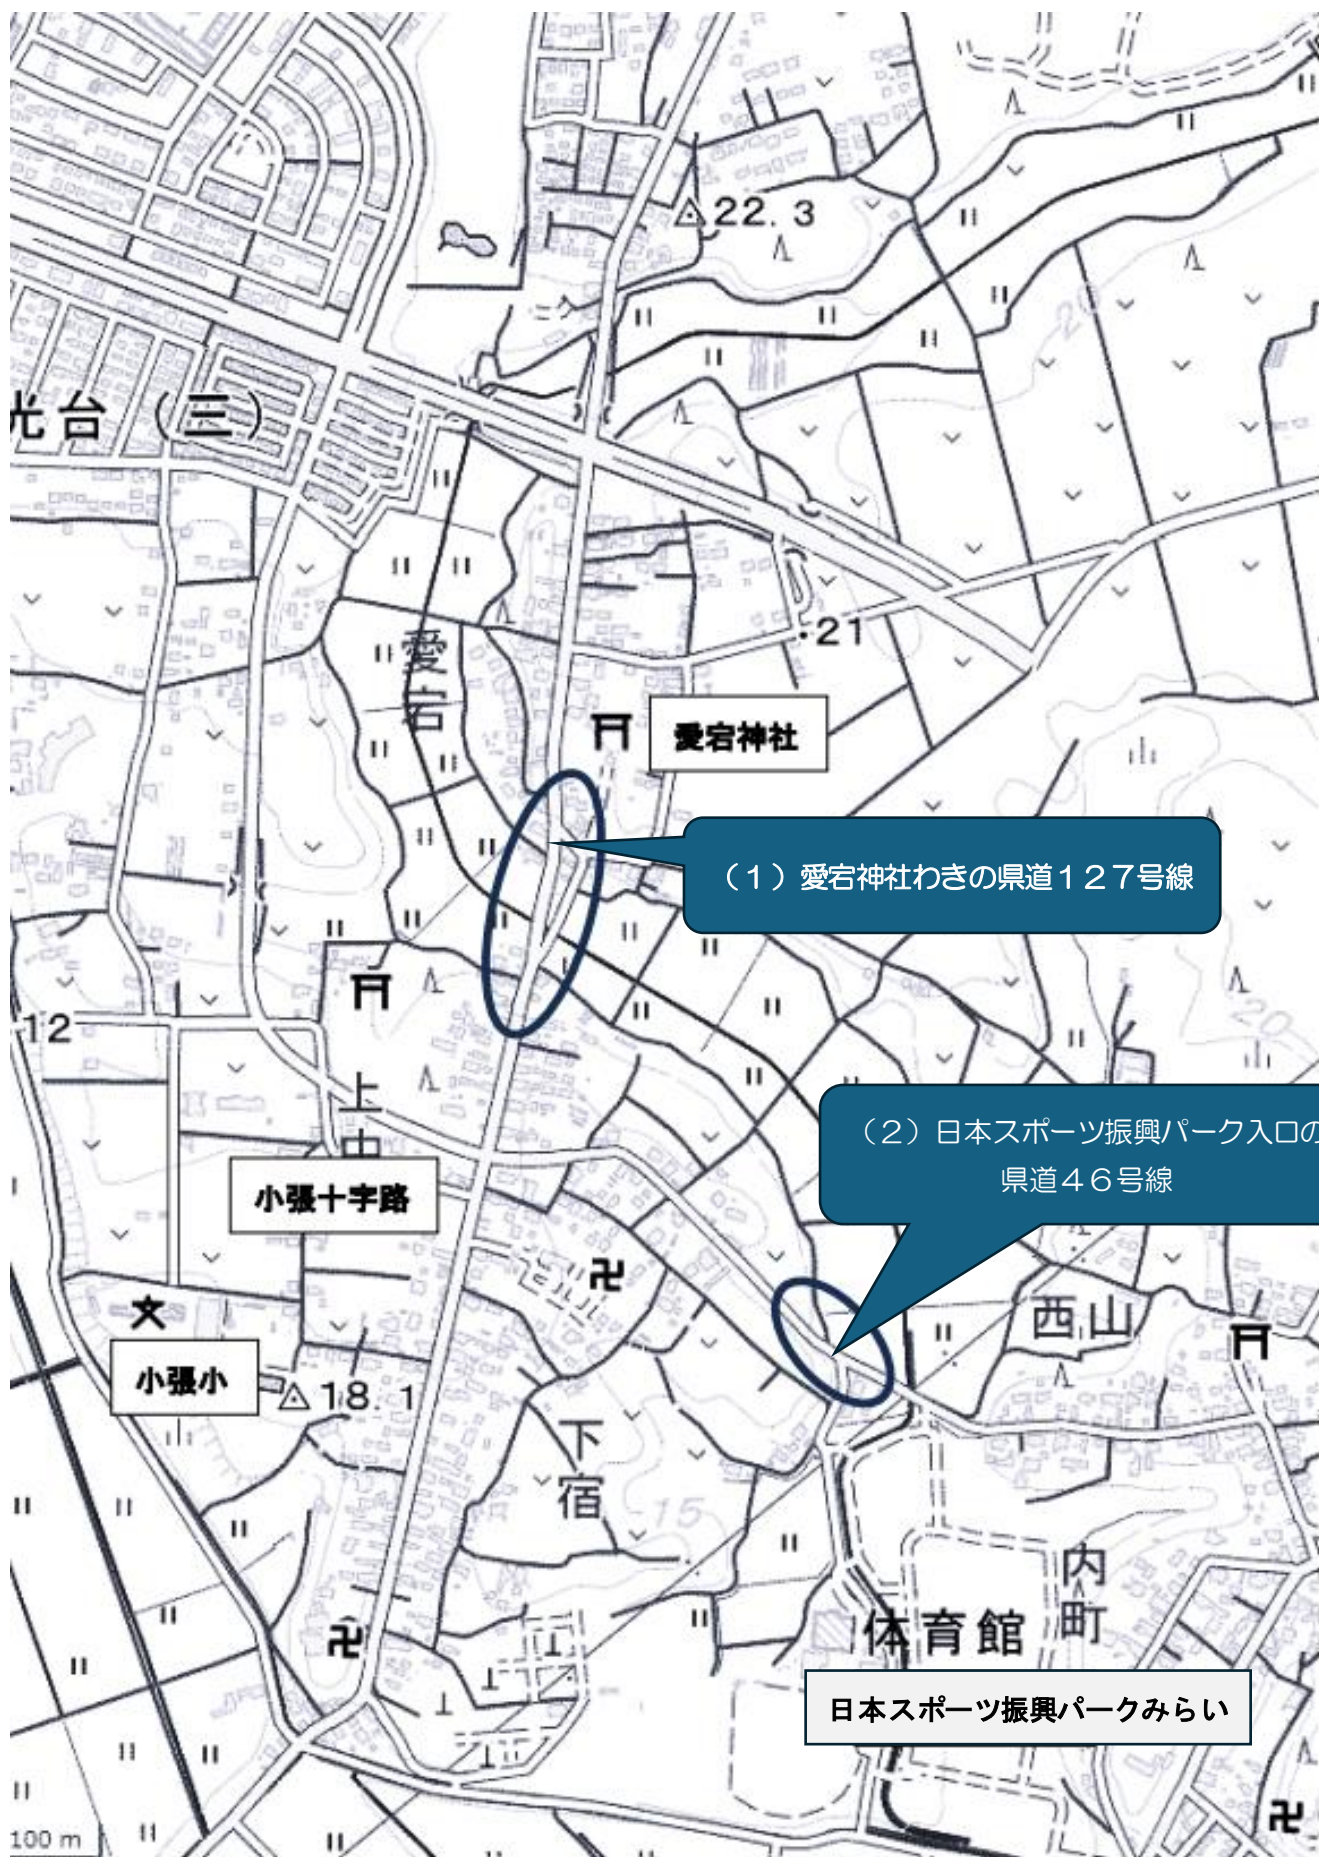 22.3
光台（三）
20
21
愛宕
愛宕神社
（１）愛宕神社わきの県道１２７号線
12
20
上
小張十字路
（２）日本スポーツ振興パーク入口の
県道４６号線
西山
小張小
18.1
下宿
15
内町
体育館
日本スポーツ振興パークみらい
100 m